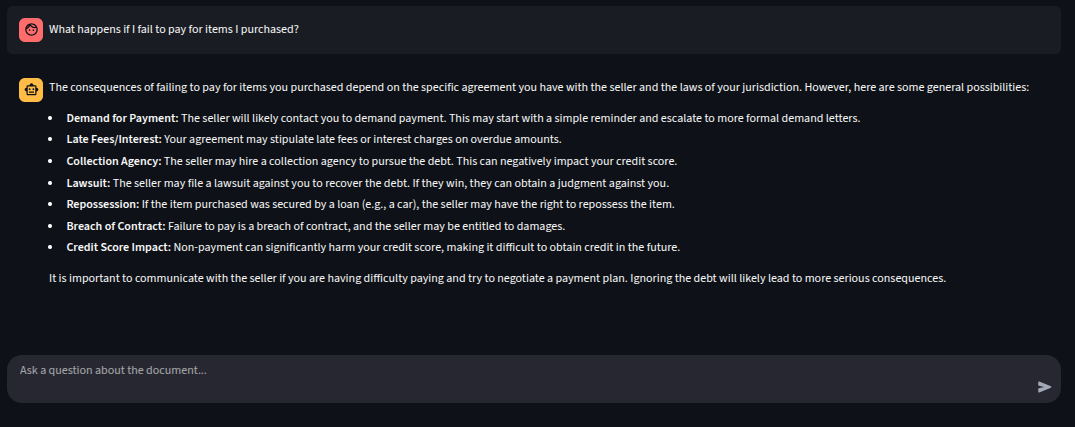 What happens if I fail to pay for items I purchased?
The consequences of failing to pay for items you purchased depend on the specific agreement you have with the seller and the laws of your jurisdiction. However, here are some general possibilities:
• Demand for Payment: The seller will likely contact you to demand payment. This may start with a simple reminder and escalate to more formal demand letters.
• Late Fees/Interest: Your agreement may stipulate late fees or interest charges on overdue amounts.
• Collection Agency: The seller may hire a collection agency to pursue the debt. This can negatively impact your credit score.
• Lawsuit: The seller may file a lawsuit against you to recover the debt. If they win, they can obtain a judgment against you.
• Repossession: If the item purchased was secured by a loan (e.g., a car), the seller may have the right to repossess the item.
• Breach of Contract: Failure to pay is a breach of contract, and the seller may be entitled to damages.
• Credit Score Impact: Non-payment can significantly harm your credit score, making it difficult to obtain credit in the future.
It is important to communicate with the seller if you are having difficulty paying and try to negotiate a payment plan. Ignoring the debt will likely lead to more serious consequences.
Ask a question about the document...